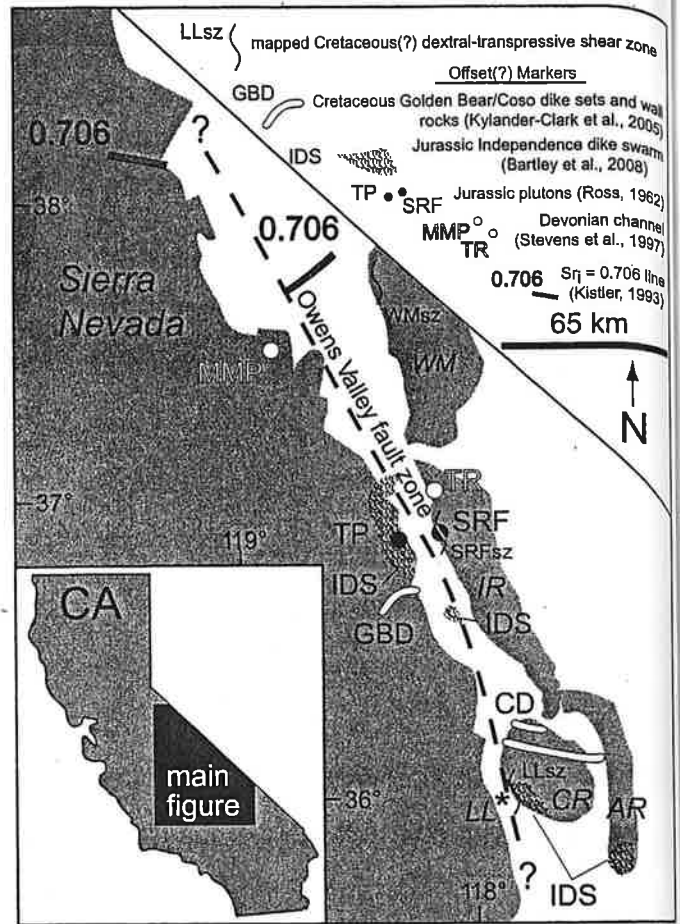 LLsz mapped Cretaceous(?) dextral-transpressive shear zone
Offset(?) Markers
GBD Cretaceous Golden Bear/Coso dike sets and wall
rocks (Kylander-Clark et al., 2005)
IDS Jurassic Independence dike swarm
(Bartley et al., 2008)
TP SRF Jurassic plutons (Ross, 1962)
MMP Devonian channel
TR (Stevens et al., 1997)
0.706 Sri = 0.706 line
(Kistler, 1993)
65 km
N
?
0.706
38°
0.706
Sierra
Nevada
WMsz
WM
MMP
Owens Valley fault zone
37°
119°
TR
TP
SRF
SRFsz
IDS
IR
GBD
IDS
CD
LLsz
36°
LL*
CR
AR
?
118°
IDS
CA
main
figure